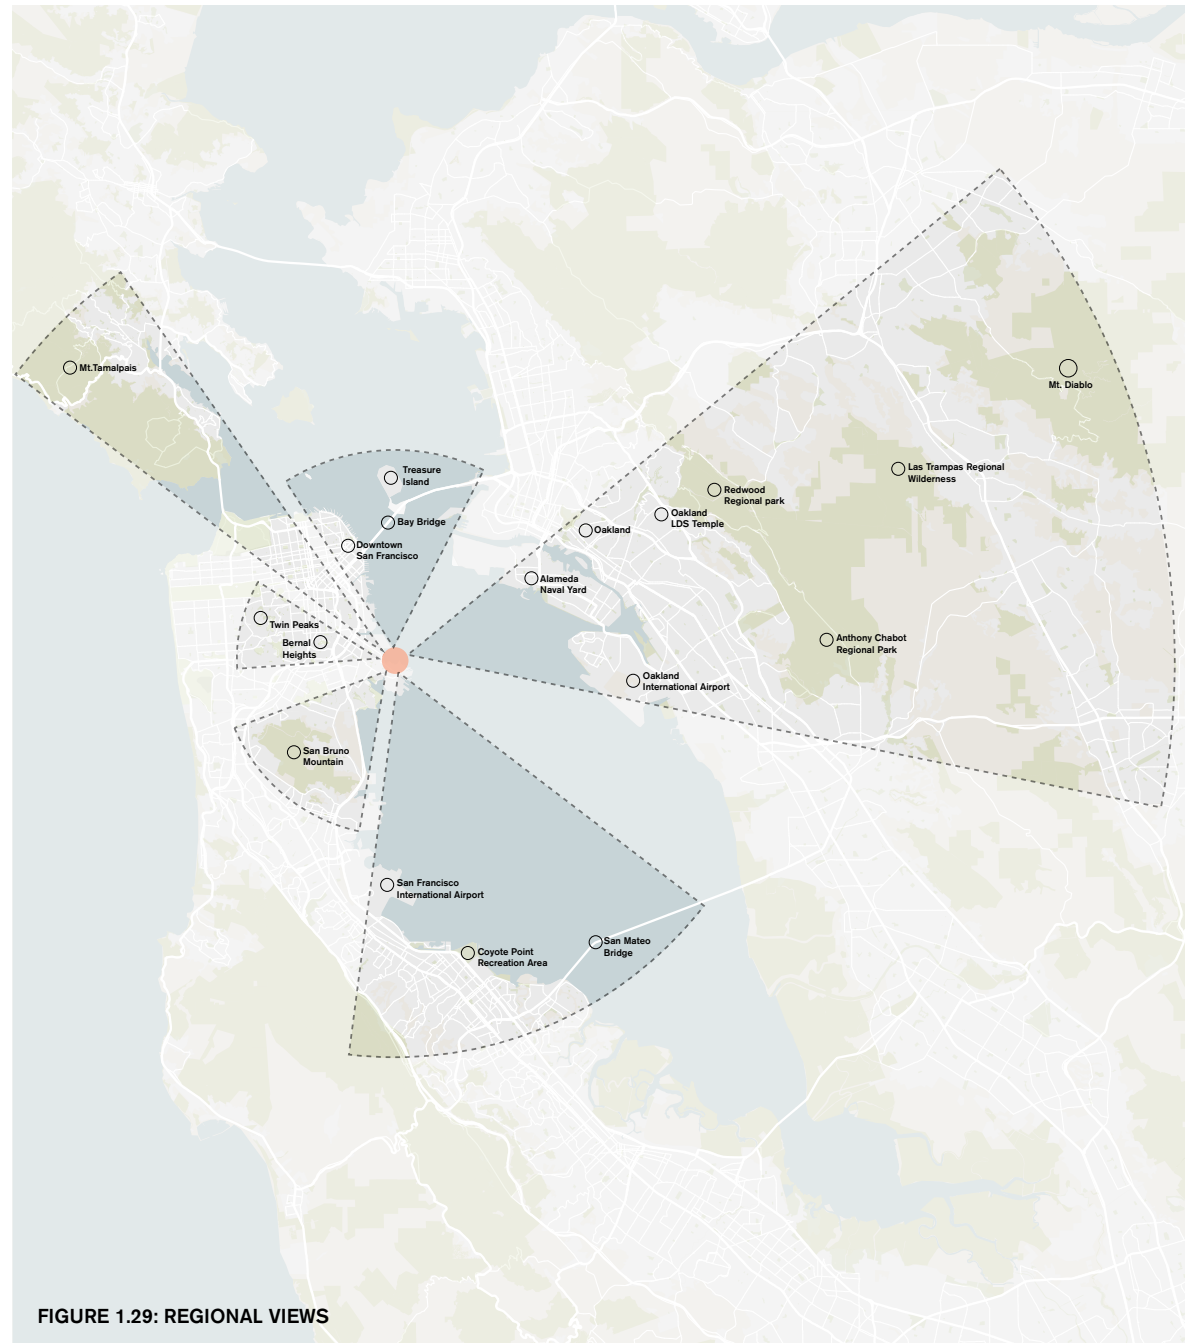 Mt.Tamalpais
Mt. Diablo
Treasure
Island
Las Trampas Regional
Wilderness
Redwood
Regional park
Oakland
LDS Temple
Bay Bridge
Oakland
Downtown
San Francisco
Alameda
Naval Yard
Twin Peaks
Bernal
Heights
Anthony Chabot
Regional Park
Oakland
International Airport
San Bruno
Mountain
San Francisco
International Airport
San Mateo
Bridge
Coyote Point
Recreation Area
FIGURE 1.29: REGIONAL VIEWS